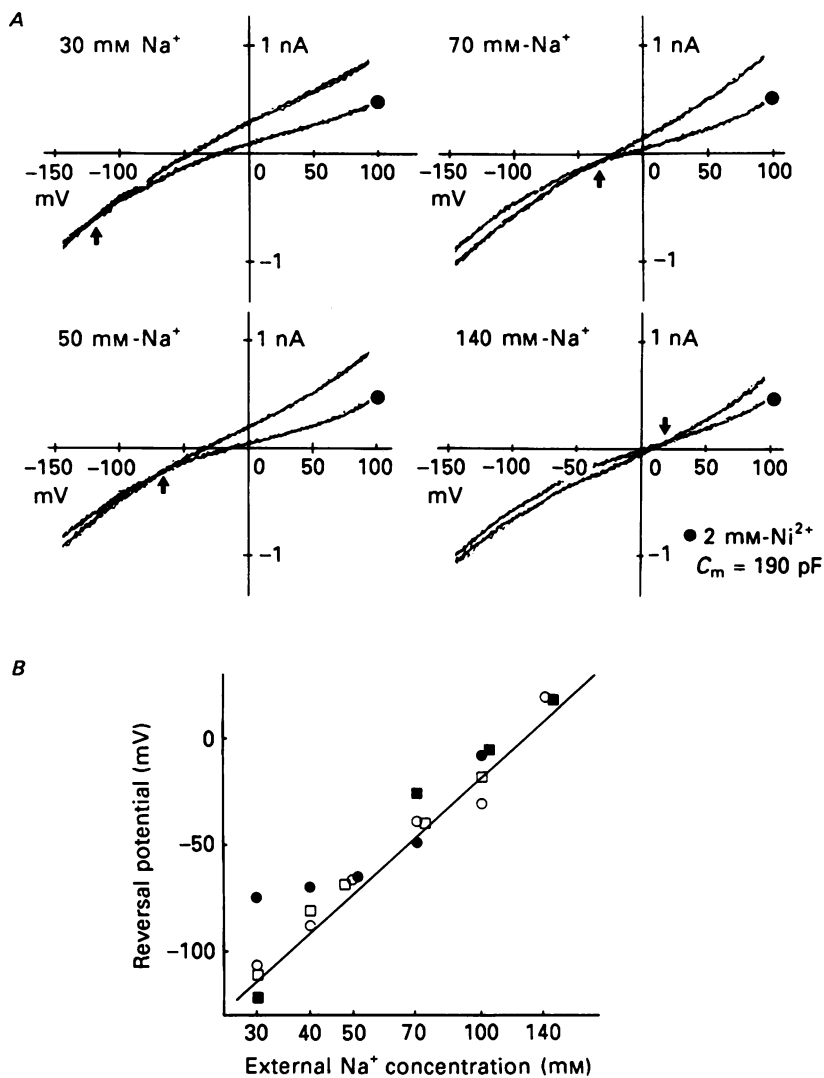 A
30 mM Na⁺
1 nA
−150 −100 0 50 100
mV
−1
70 mM-Na⁺
1 nA
−150 −100 0 50 100
mV
−1
50 mM-Na⁺
1 nA
−150 −100 0 50 100
mV
−1
140 mM-Na⁺
1 nA
−150 −100 −50 0 50 100
mV
−1
● 2 mM-Ni²⁺
Cm = 190 pF
B
Reversal potential (mV)
0
−50
−100
30 40 50 70 100 140
External Na⁺ concentration (mM)